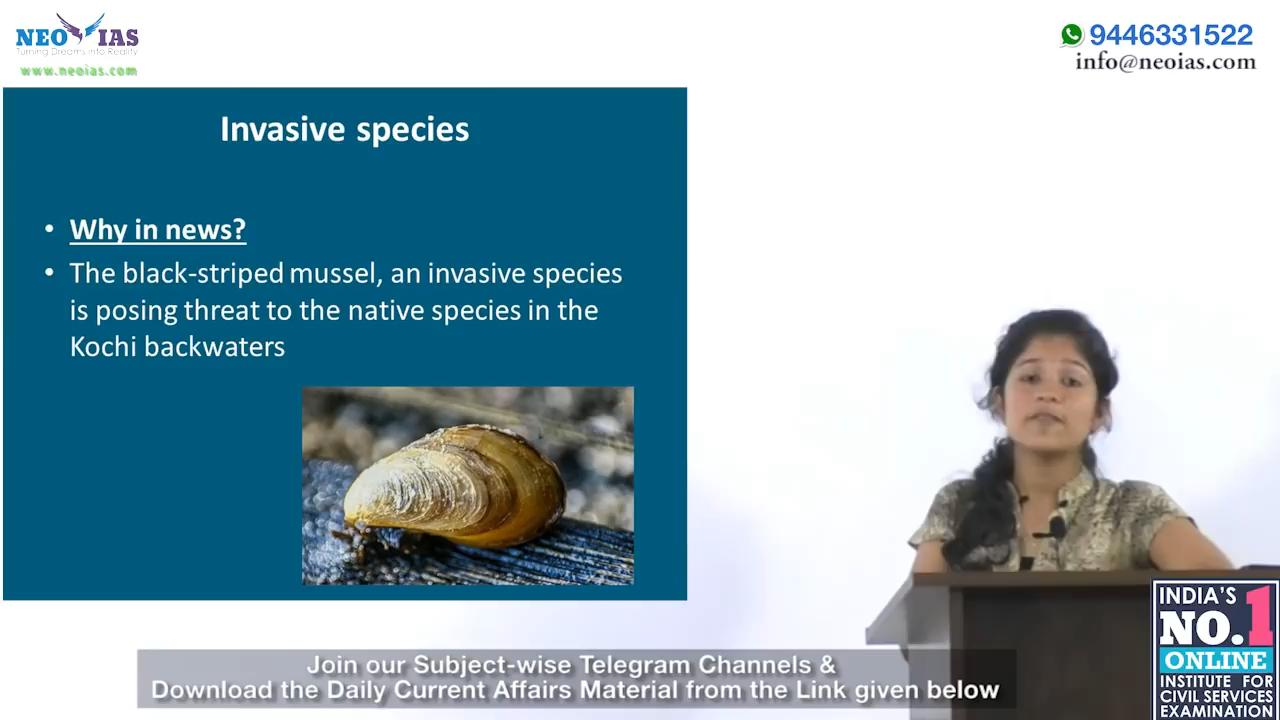 NEO IAS
Turning Dreams into Reality
www.neoias.com
9446331522
info@neoias.com
Invasive species
• Why in news?
• The black-striped mussel, an invasive species
is posing threat to the native species in the
Kochi backwaters
INDIA'S
NO.1
ONLINE
INSTITUTE FOR
CIVIL SERVICES
EXAMINATION
Join our Subject-wise Telegram Channels &
Download the Daily Current Affairs Material from the Link given below